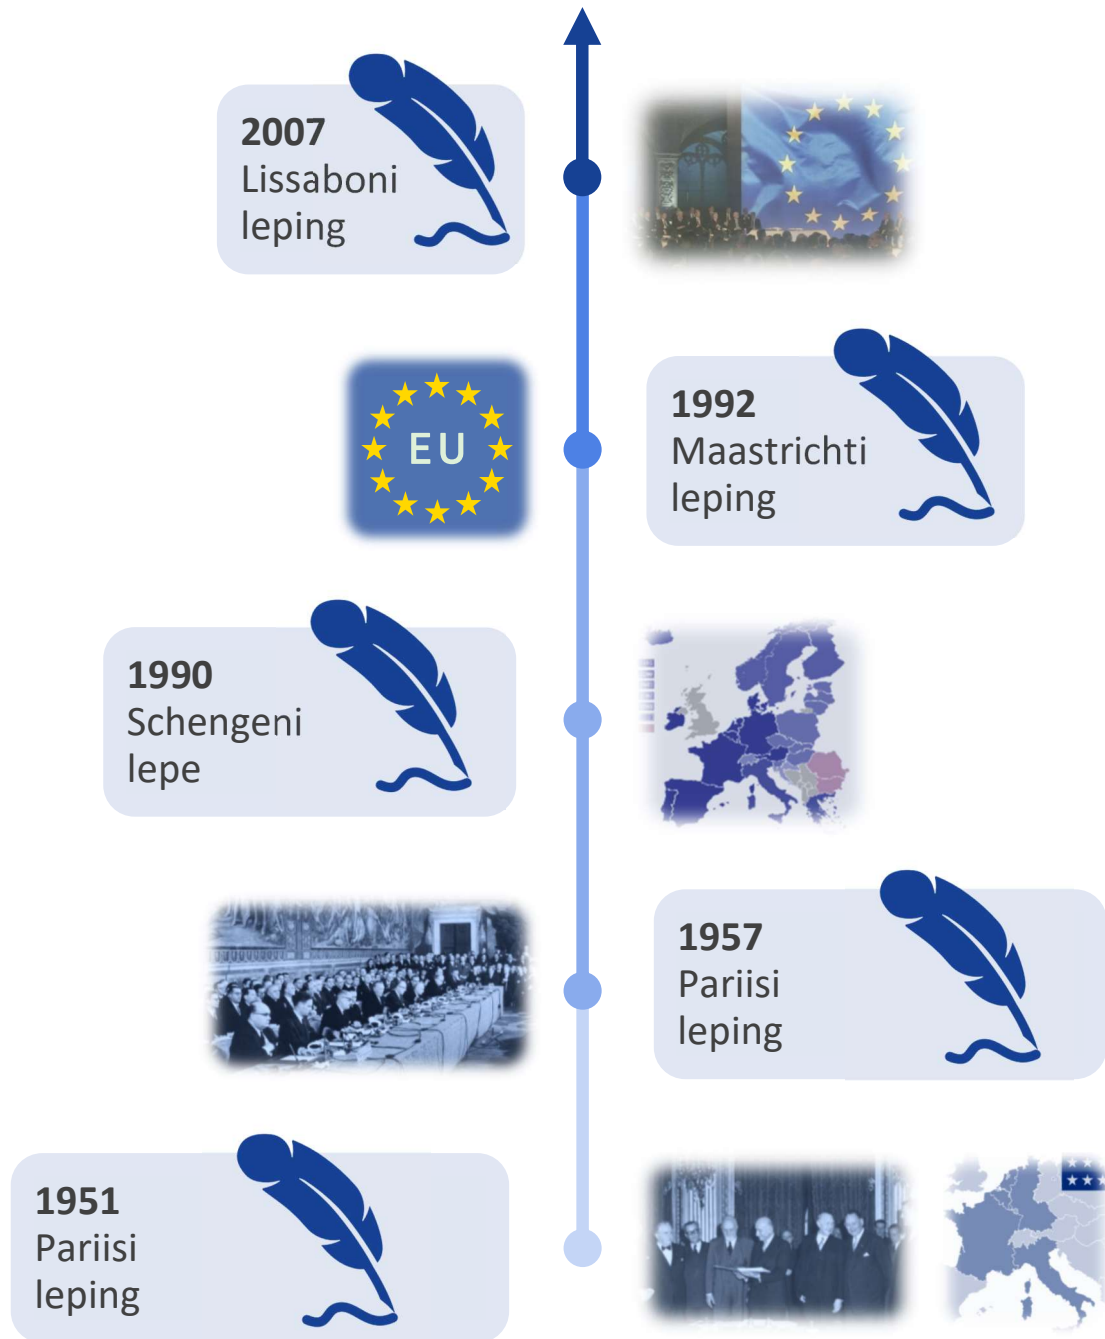 2007
Lissaboni
leping
EU
1992
Maastrichti
leping
1990
Schengeni
lepe
1957
Pariisi
leping
1951
Pariisi
leping